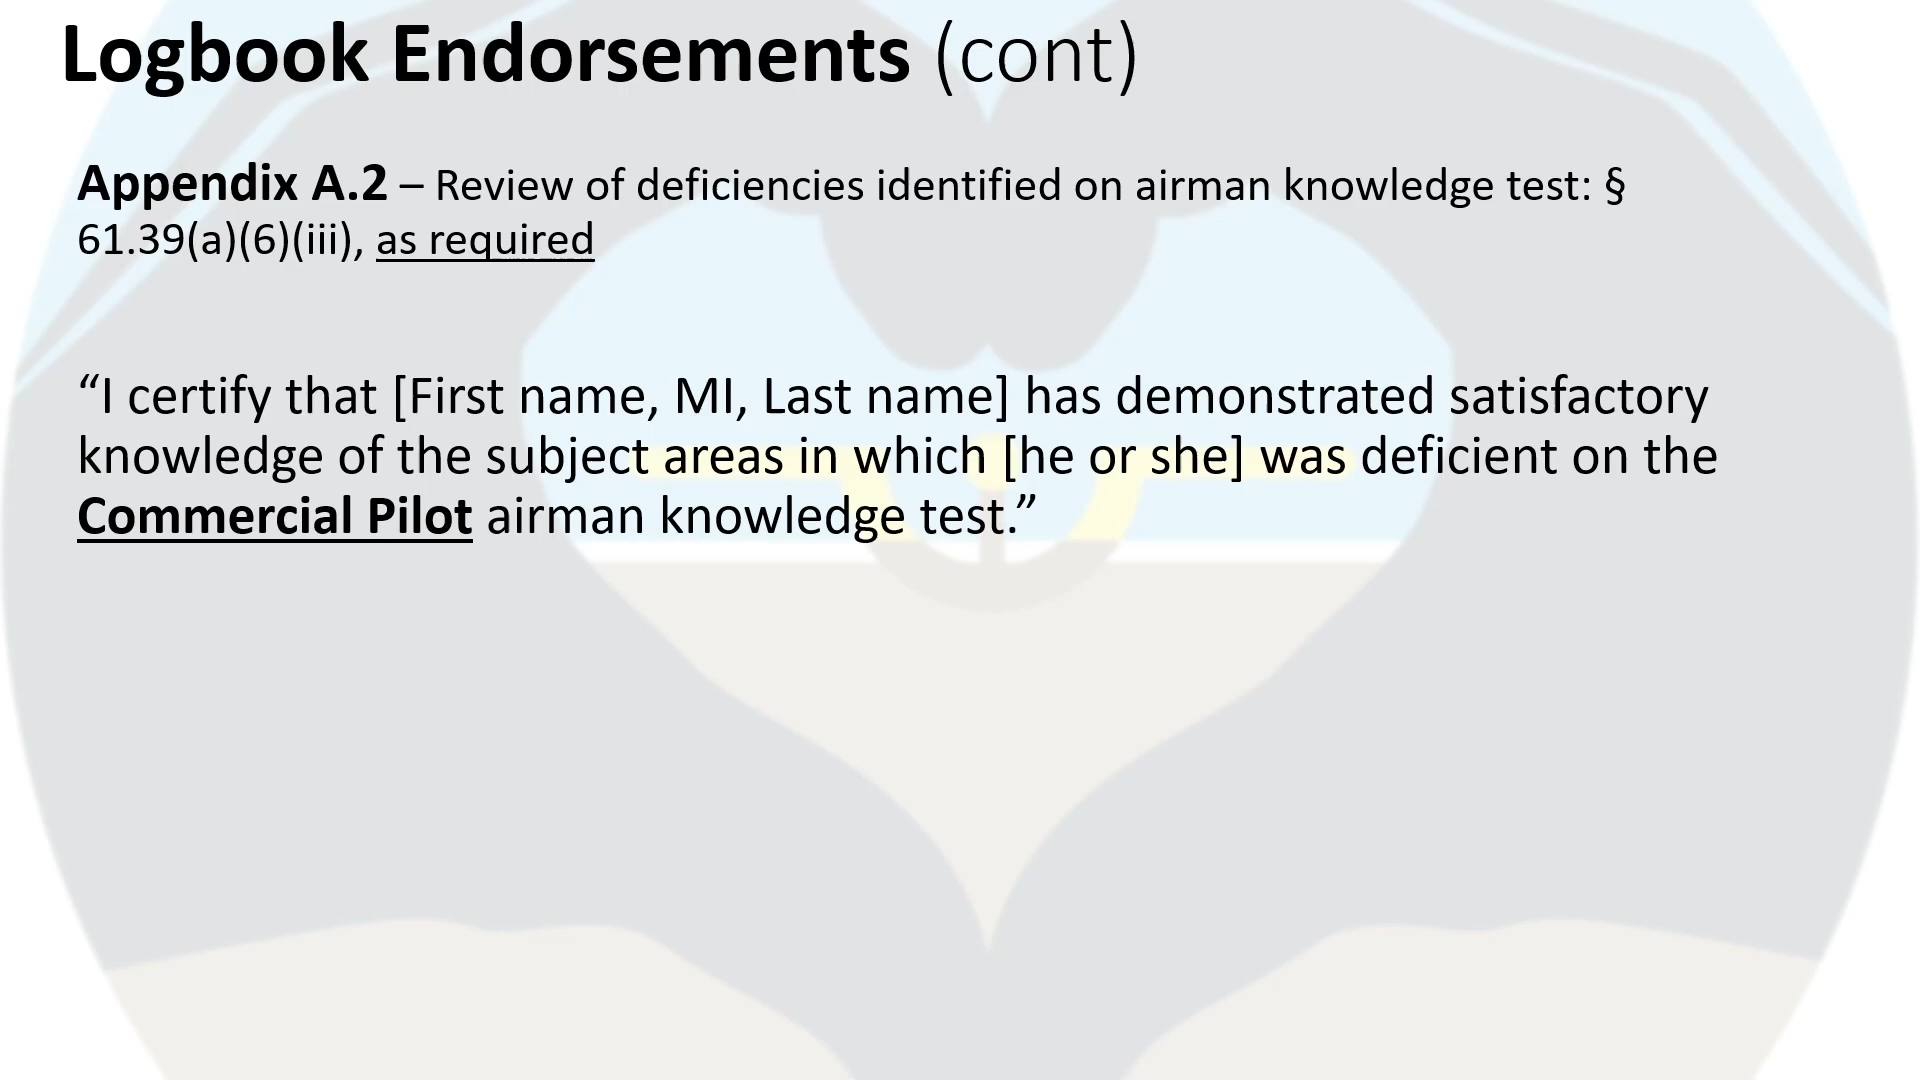 Logbook Endorsements (cont)
Appendix A.2 – Review of deficiencies identified on airman knowledge test: §
61.39(a)(6)(iii), as required
“I certify that [First name, MI, Last name] has demonstrated satisfactory
knowledge of the subject areas in which [he or she] was deficient on the
Commercial Pilot airman knowledge test.”